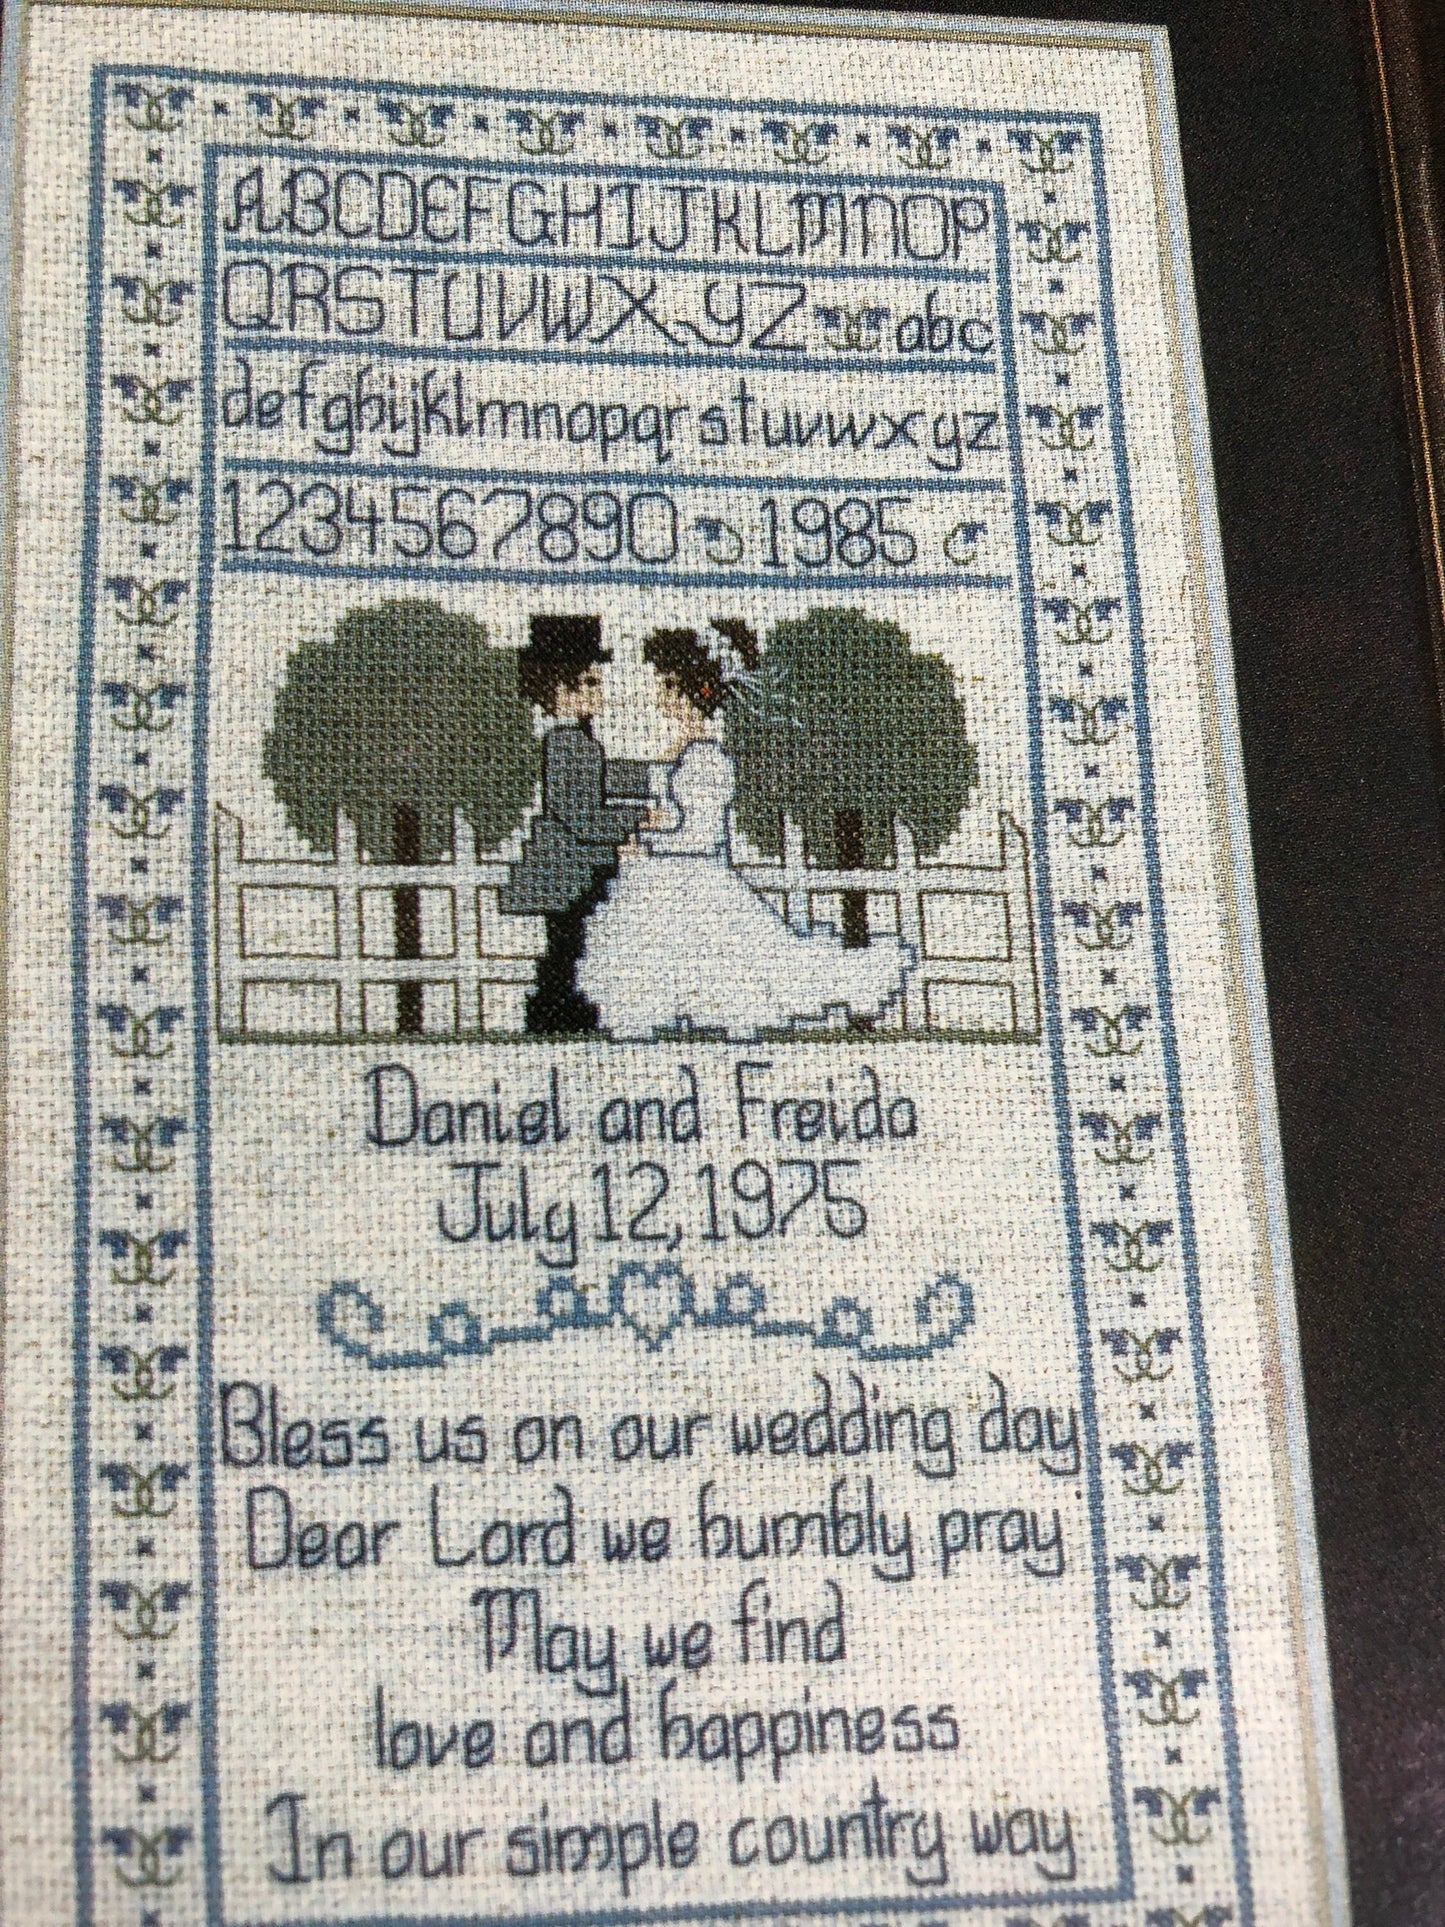 ABCDEFGHIJKLMNOP
QRSTUVWXYZ abc
defghijklmnopqrstuvwxyz
1234567890 1985
Daniel and Freida
July 12, 1975
Bless us on our wedding day
Dear Lord we humbly pray
May we find
love and happiness
In our simple country way